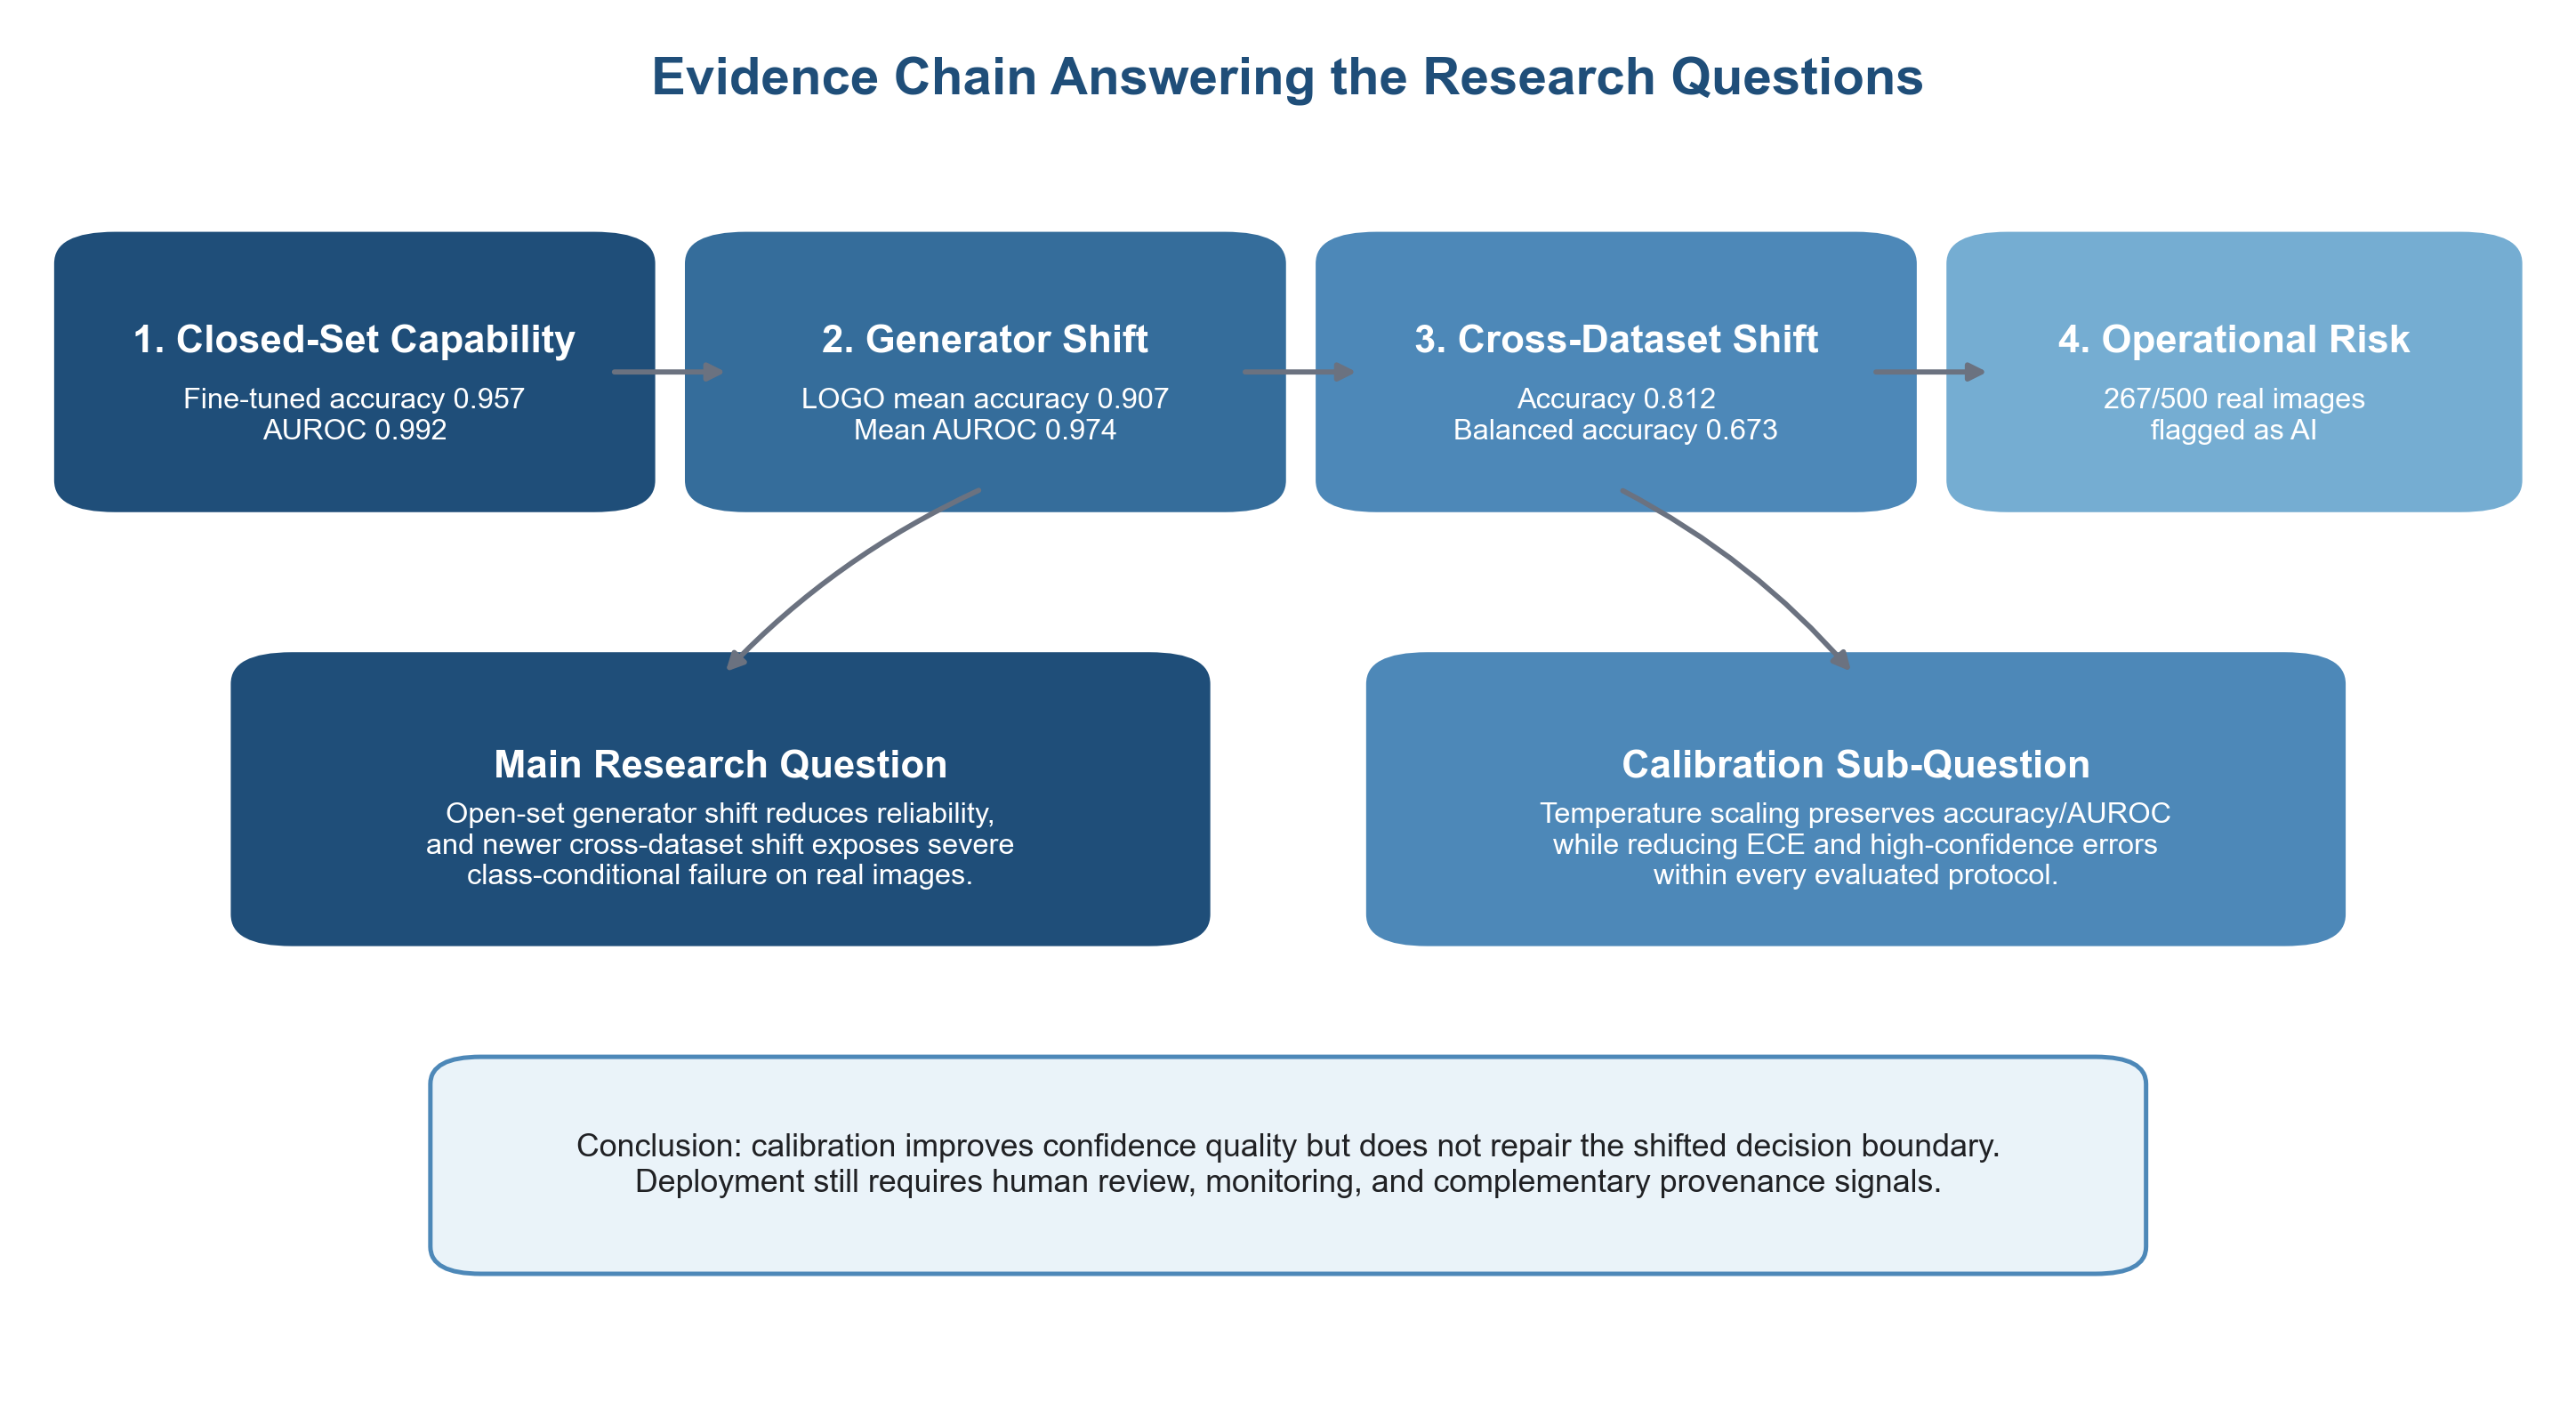 Evidence Chain Answering the Research Questions
1. Closed-Set Capability
Fine-tuned accuracy 0.957
AUROC 0.992
2. Generator Shift
LOGO mean accuracy 0.907
Mean AUROC 0.974
3. Cross-Dataset Shift
Accuracy 0.812
Balanced accuracy 0.673
4. Operational Risk
267/500 real images
flagged as AI
Main Research Question
Open-set generator shift reduces reliability,
and newer cross-dataset shift exposes severe
class-conditional failure on real images.
Calibration Sub-Question
Temperature scaling preserves accuracy/AUROC
while reducing ECE and high-confidence errors
within every evaluated protocol.
Conclusion: calibration improves confidence quality but does not repair the shifted decision boundary.
Deployment still requires human review, monitoring, and complementary provenance signals.